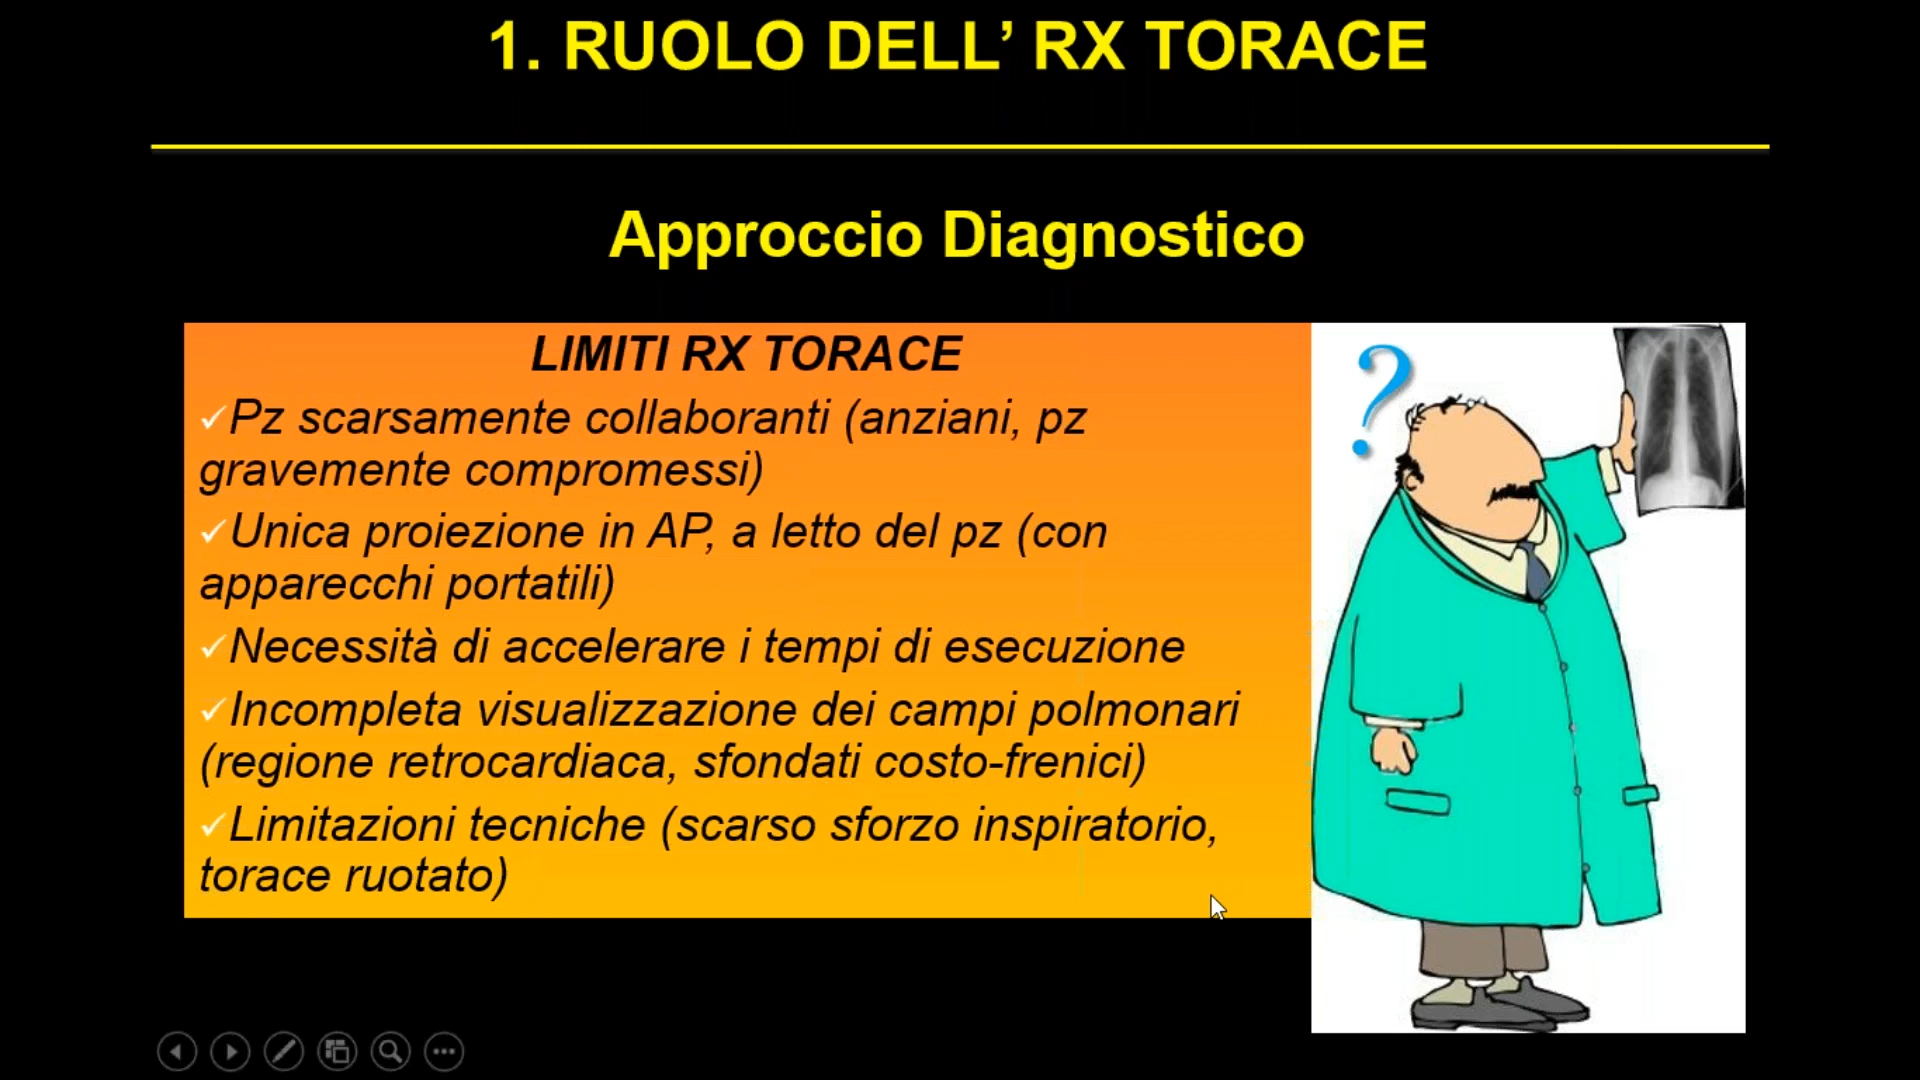 1. RUOLO DELL’ RX TORACE
Approccio Diagnostico
LIMITI RX TORACE
✓Pz scarsamente collaboranti (anziani, pz
gravemente compromessi)
✓Unica proiezione in AP, a letto del pz (con
apparecchi portatili)
✓Necessità di accelerare i tempi di esecuzione
✓Incompleta visualizzazione dei campi polmonari
(regione retrocardiaca, sfondati costo-frenici)
✓Limitazioni tecniche (scarso sforzo inspiratorio,
torace ruotato)
?